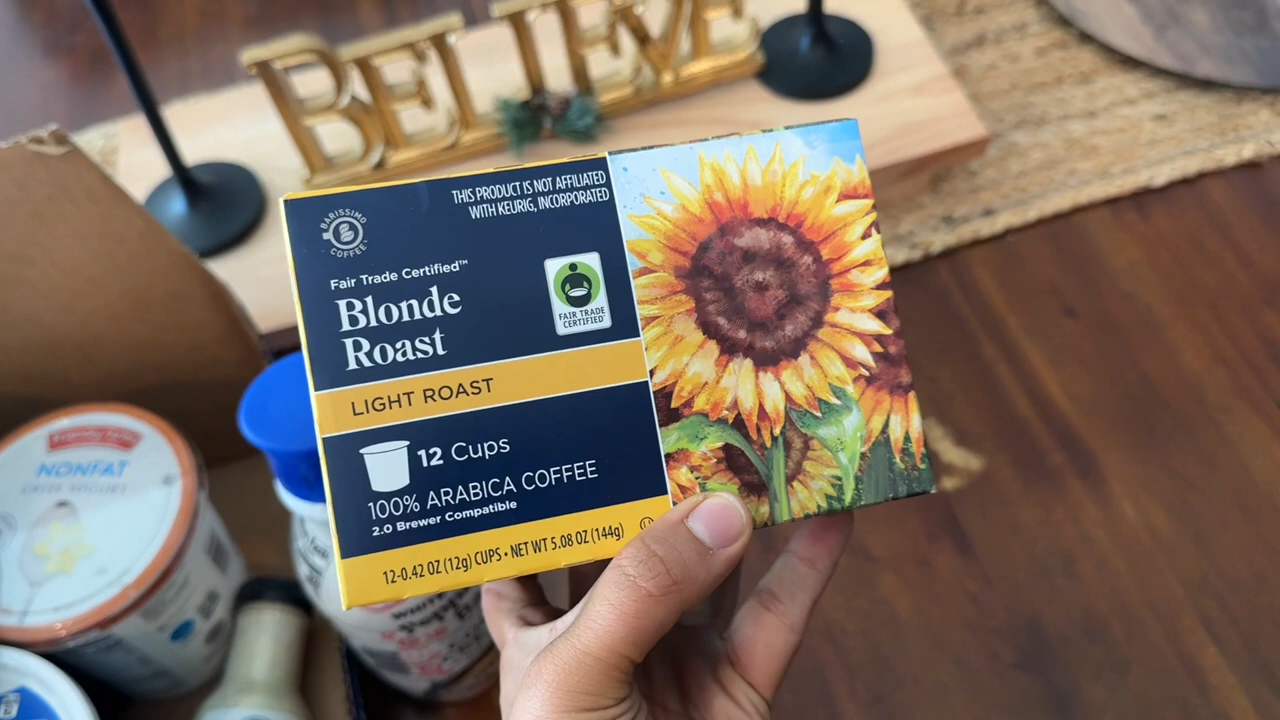 BELIEVE
THIS PRODUCT IS NOT AFFILIATED
WITH KEURIG, INCORPORATED
BARISSIMO
COFFEE
Fair Trade Certified™
Blonde
Roast
FAIR TRADE
CERTIFIED
LIGHT ROAST
12 Cups
100% ARABICA COFFEE
2.0 Brewer Compatible
12-0.42 OZ (12g) CUPS • NET WT 5.08 OZ (144g)
NONFAT